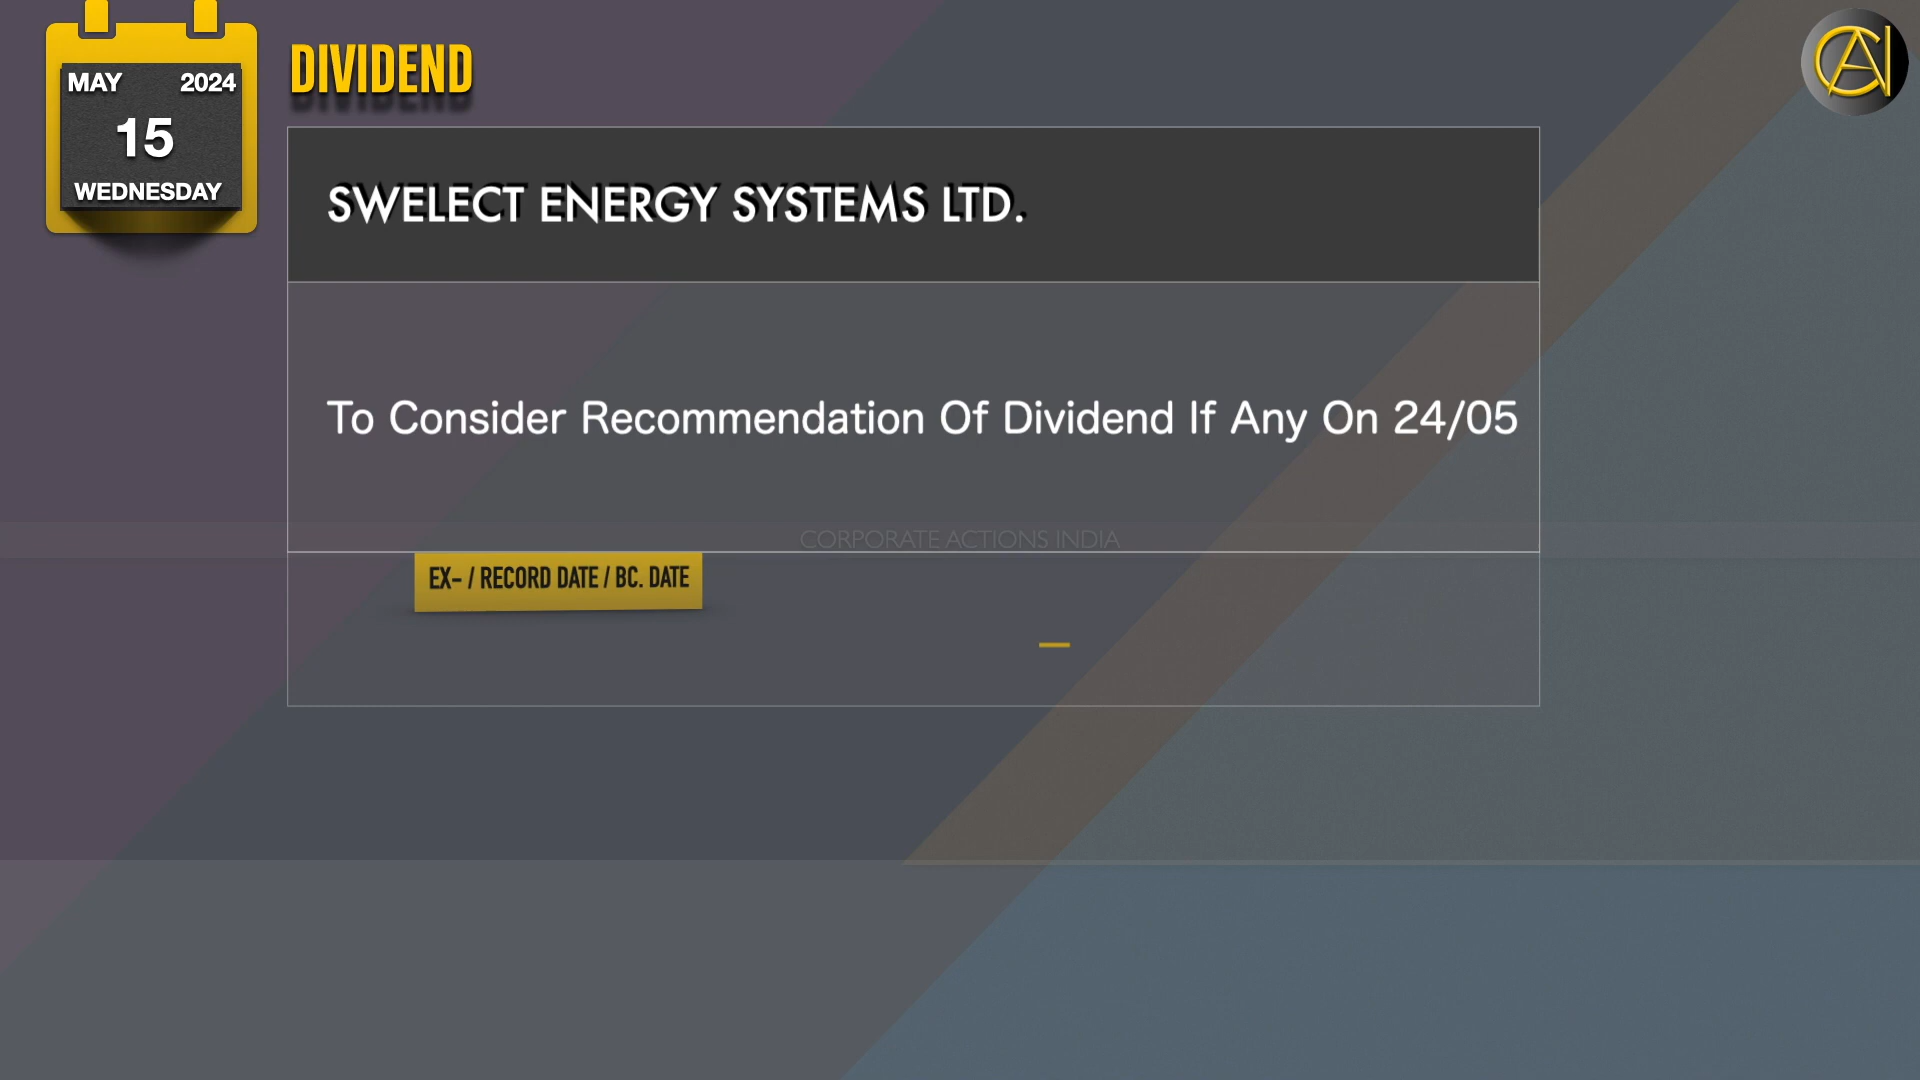 MAY 2024
15
WEDNESDAY
DIVIDEND
CAI
SWELECT ENERGY SYSTEMS LTD.
To Consider Recommendation Of Dividend If Any On 24/05
CORPORATE ACTIONS INDIA
EX- / RECORD DATE / BC. DATE
–